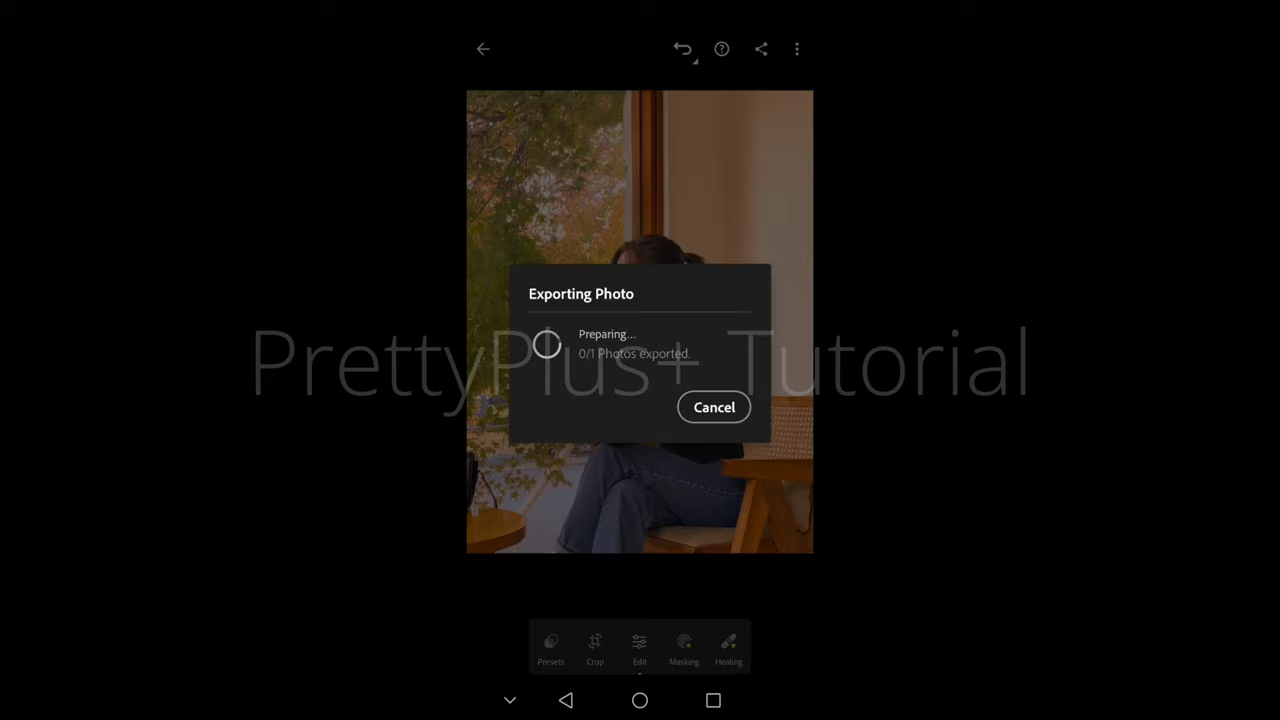 Exporting Photo
Preparing...
0/1 Photos exported.
PrettyPlus+ Tutorial
Cancel
Presets
Crop
Edit
Masking
Healing